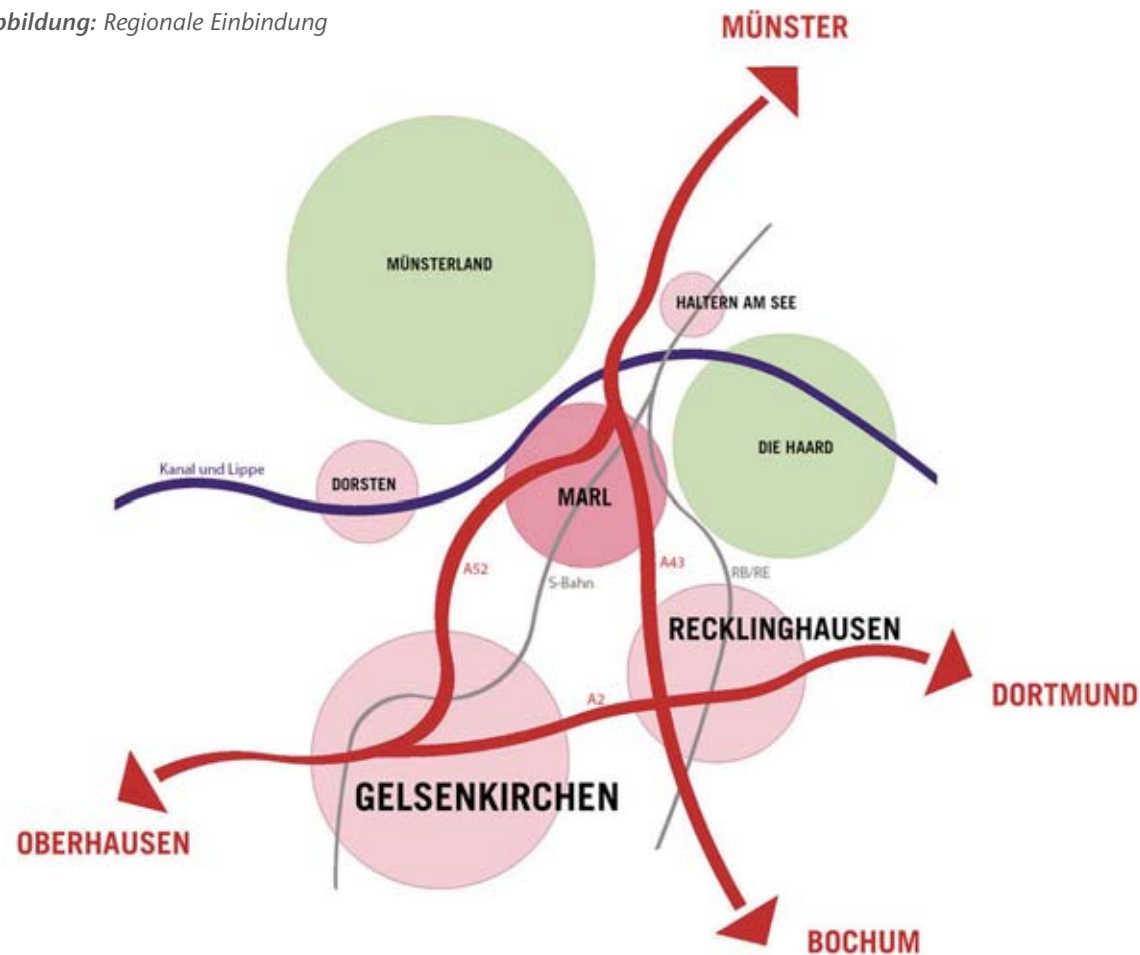 bbildung: Regionale Einbindung
MÜNSTER
MÜNSTERLAND
HALTERN AM SEE
DIE HAARD
Kanal und Lippe
DORSTEN
MARL
A52
S-Bahn
A43
RB/RE
RECKLINGHAUSEN
A2
DORTMUND
GELSENKIRCHEN
OBERHAUSEN
BOCHUM